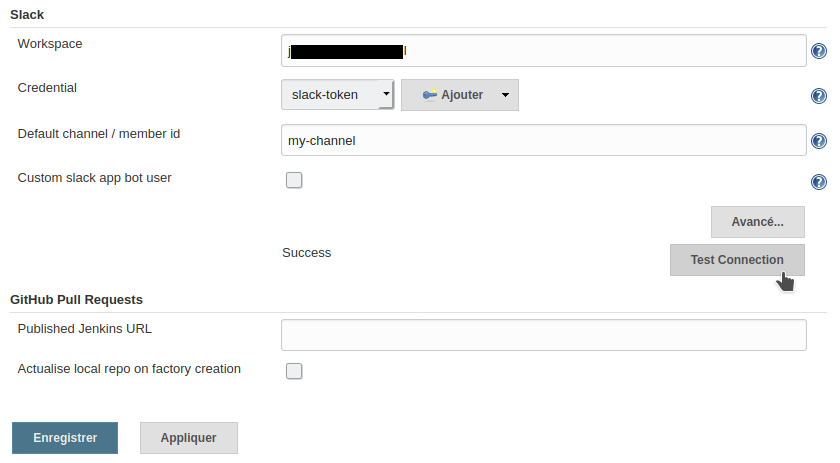 Slack
Workspace
j l
Credential
slack-token
Ajouter
Default channel / member id
my-channel
Custom slack app bot user
Avancé...
Success
Test Connection
GitHub Pull Requests
Published Jenkins URL
Actualise local repo on factory creation
Enregistrer
Appliquer